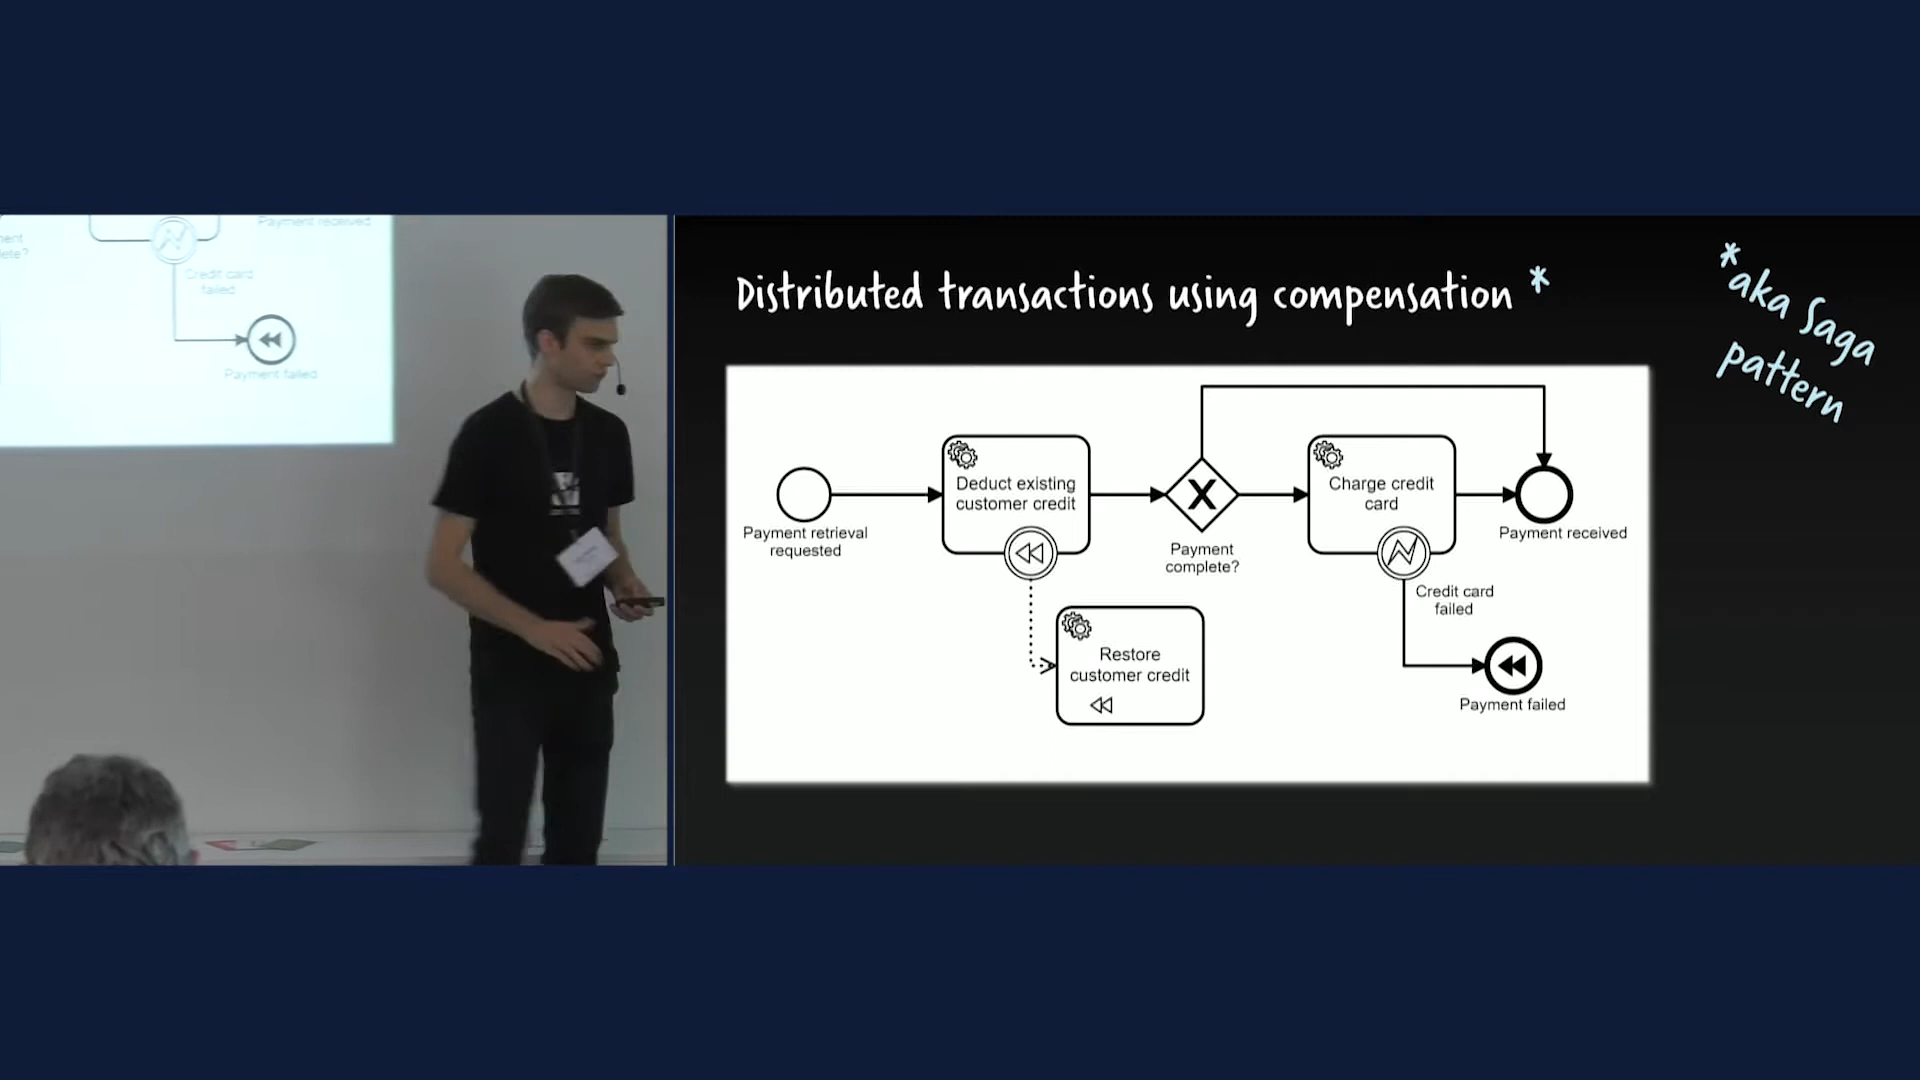 Payment received
Credit card
failed
Payment failed
Distributed transactions using compensation *
*aka Saga
pattern
Deduct existing
customer credit
Charge credit
card
Payment retrieval
requested
Payment
complete?
Payment received
Credit card
failed
Restore
customer credit
Payment failed